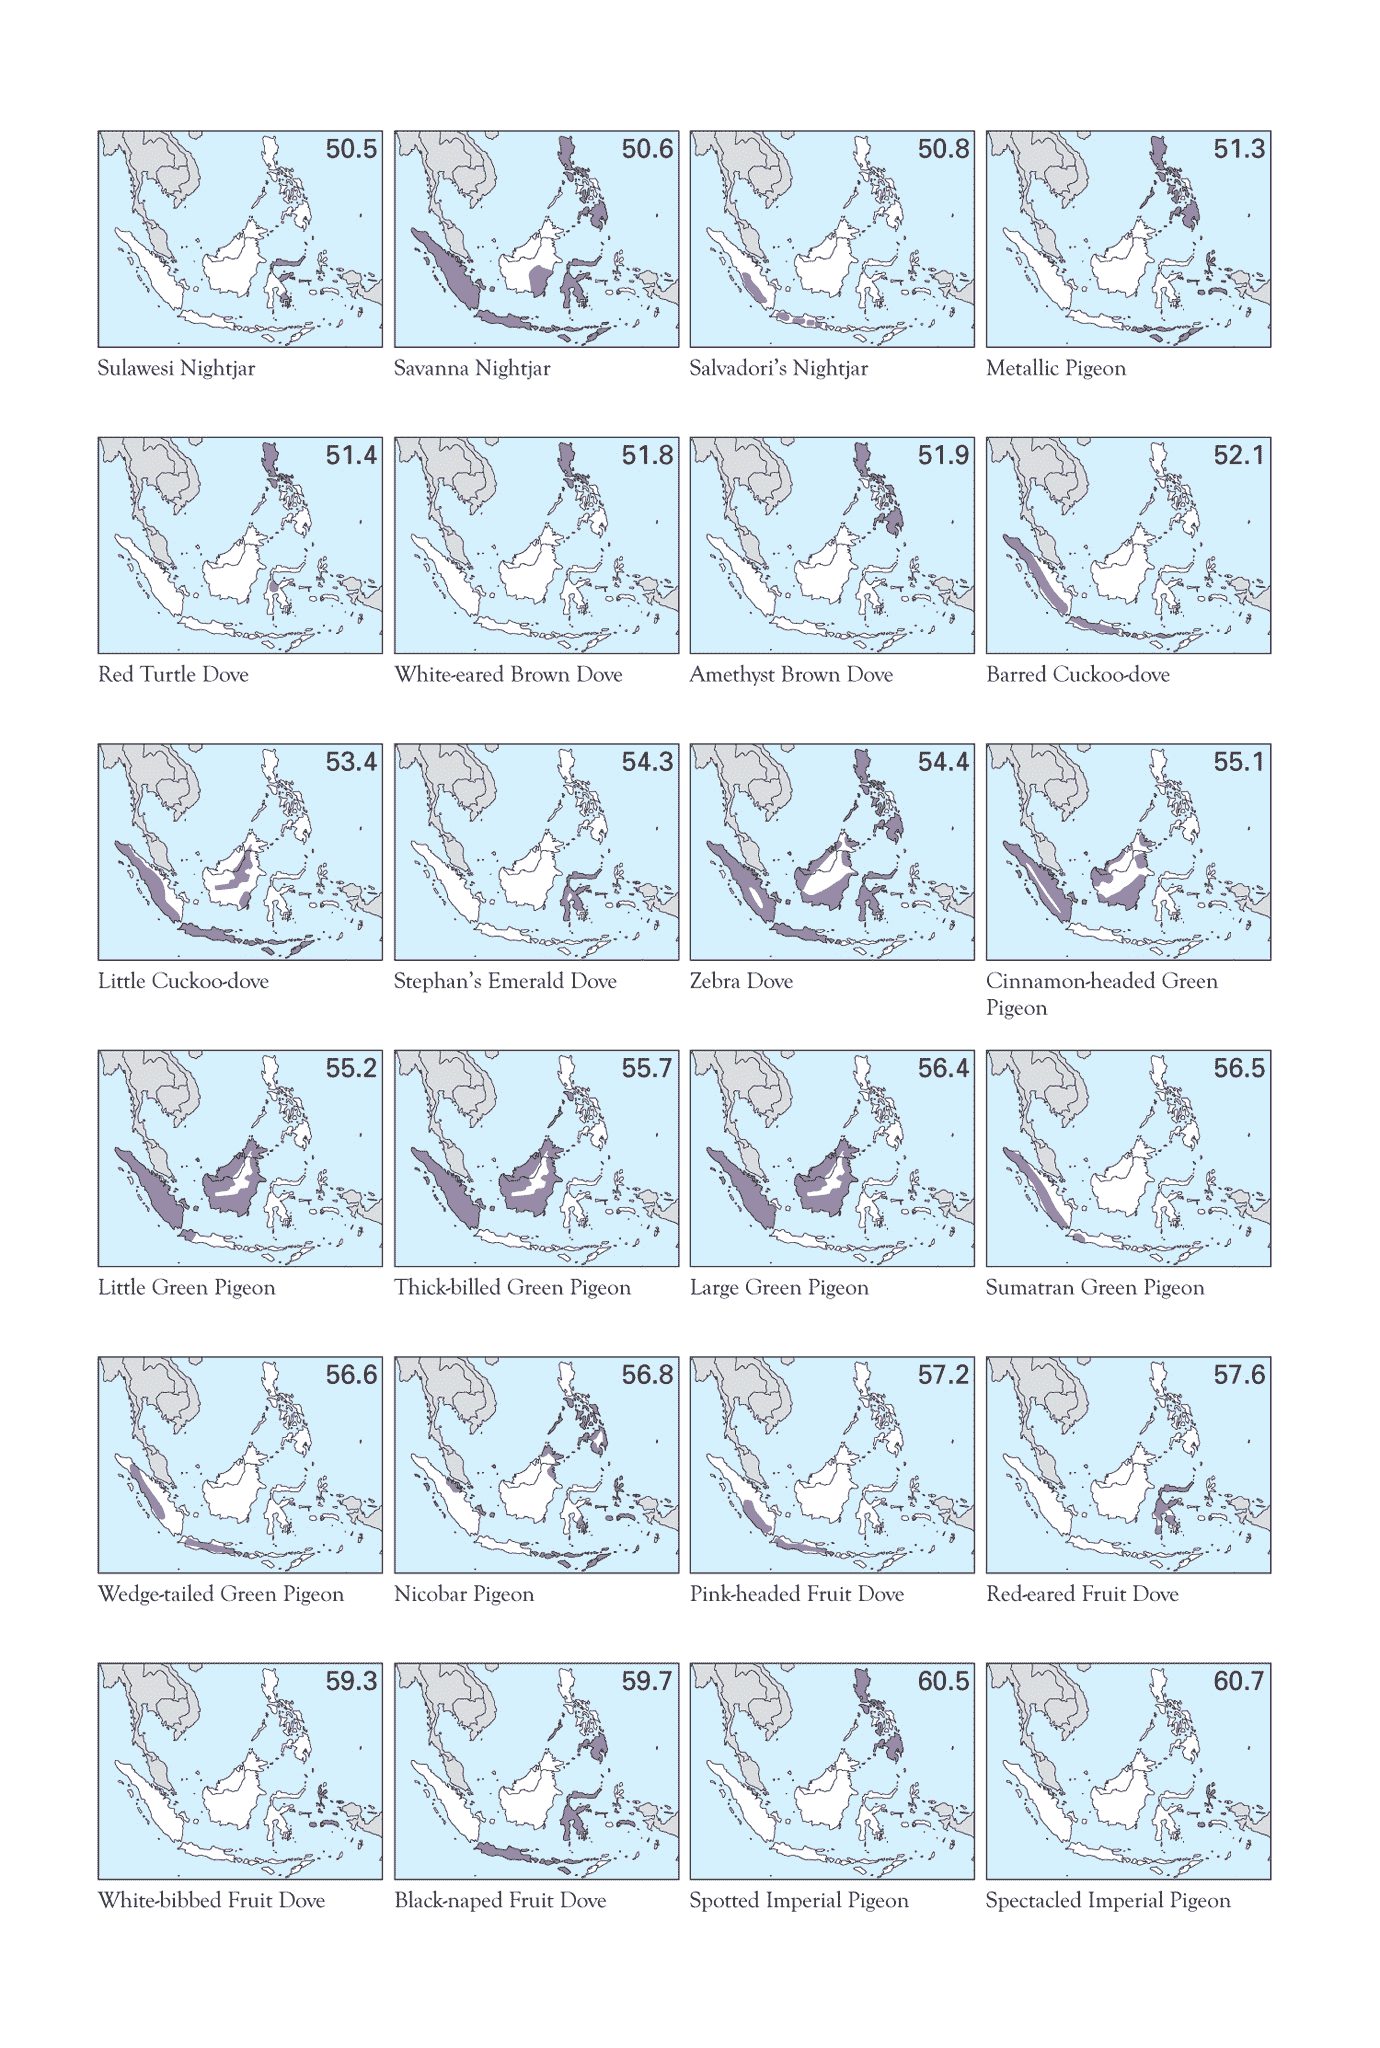 50.5
50.6
50.8
51.3
Sulawesi Nightjar
Savanna Nightjar
Salvadori's Nightjar
Metallic Pigeon
51.4
51.8
51.9
52.1
Red Turtle Dove
White-eared Brown Dove
Amethyst Brown Dove
Barred Cuckoo-dove
53.4
54.3
54.4
55.1
Little Cuckoo-dove
Stephan's Emerald Dove
Zebra Dove
Cinnamon-headed Green
Pigeon
55.2
55.7
56.4
56.5
Little Green Pigeon
Thick-billed Green Pigeon
Large Green Pigeon
Sumatran Green Pigeon
56.6
56.8
57.2
57.6
Wedge-tailed Green Pigeon
Nicobar Pigeon
Pink-headed Fruit Dove
Red-eared Fruit Dove
59.3
59.7
60.5
60.7
White-bibbed Fruit Dove
Black-naped Fruit Dove
Spotted Imperial Pigeon
Spectacled Imperial Pigeon